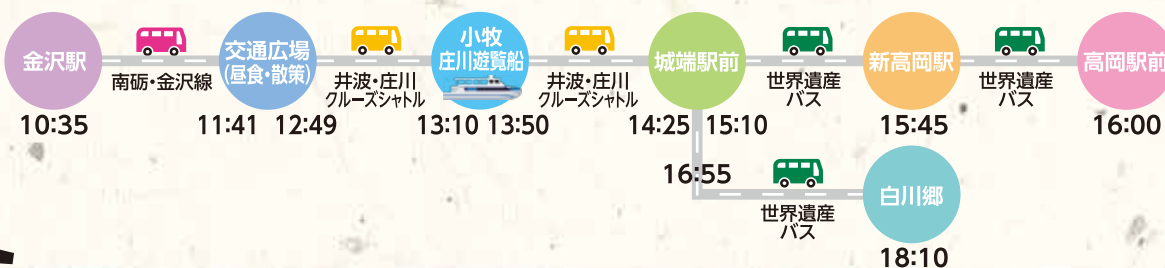 金沢駅
南砺・金沢線
交通広場
(昼食・散策)
井波・庄川
クルーズシャトル
小牧
庄川遊覧船
井波・庄川
クルーズシャトル
城端駅前
世界遺産
バス
新高岡駅
世界遺産
バス
高岡駅前
10:35
11:41 12:49
13:10 13:50
14:25 15:10
15:45
16:00
16:55
世界遺産
バス
白川郷
18:10